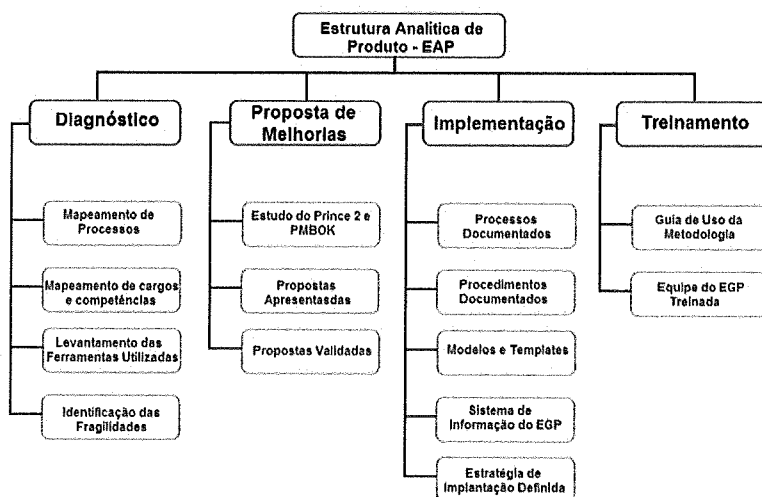 Estrutura Analítica de
Produto - EAP
Diagnóstico
Proposta de
Melhorias
Implementação
Treinamento
Mapeamento de
Processos
Mapeamento de cargos
e competências
Levantamento das
Ferramentas Utilizadas
Identificação das
Fragilidades
Estudo do Prince 2 e
PMBOK
Propostas
Apresentasdas
Propostas Validadas
Processos
Documentados
Procedimentos
Documentados
Modelos e Templates
Sistema de
Informação do EGP
Estratégia de
Implantação Definida
Guia de Uso da
Metodologia
Equipe do EGP
Treinada